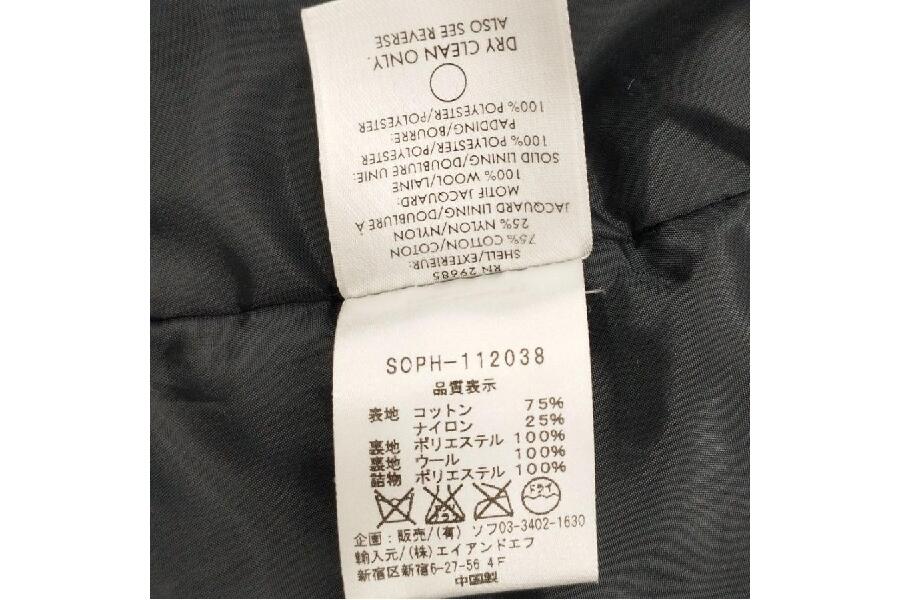 RN 29685
SHELL/EXTERIEUR:
75% COTTON/COTON
25% NYLON/NYLON
JACQUARD LINING/DOUBLURE A
MOTIF JACQUARD:
100% WOOL/LAINE
SOLID LINING/DOUBLURE UNIE:
100% POLYESTER/POLYESTER
PADDING/BOURRE:
100% POLYESTER/POLYESTER
DRY CLEAN ONLY.
ALSO SEE REVERSE
SOPH-112038
品質表示
表地 コットン 75%
ナイロン 25%
裏地 ポリエステル 100%
裏地 ウール 100%
詰物 ポリエステル 100%
ドライ
企画:販売/(有) ソフ03-3402-1630
輸入元/(株)エイアンドエフ
新宿区新宿6-27-56 4F
中国製